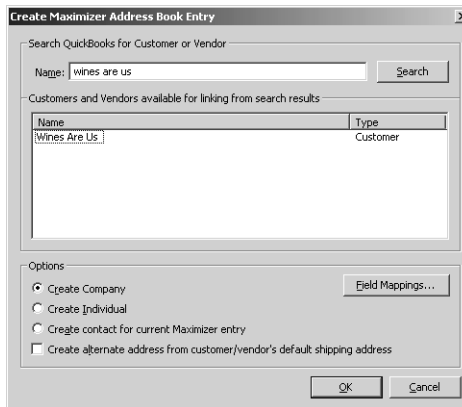 Create Maximizer Address Book Entry
Search QuickBooks for Customer or Vendor
Name: wines are us Search
Customers and Vendors available for linking from search results
Name Type
Wines Are Us Customer
Options
Create Company Field Mappings...
Create Individual
Create contact for current Maximizer entry
Create alternate address from customer/vendor's default shipping address
OK Cancel